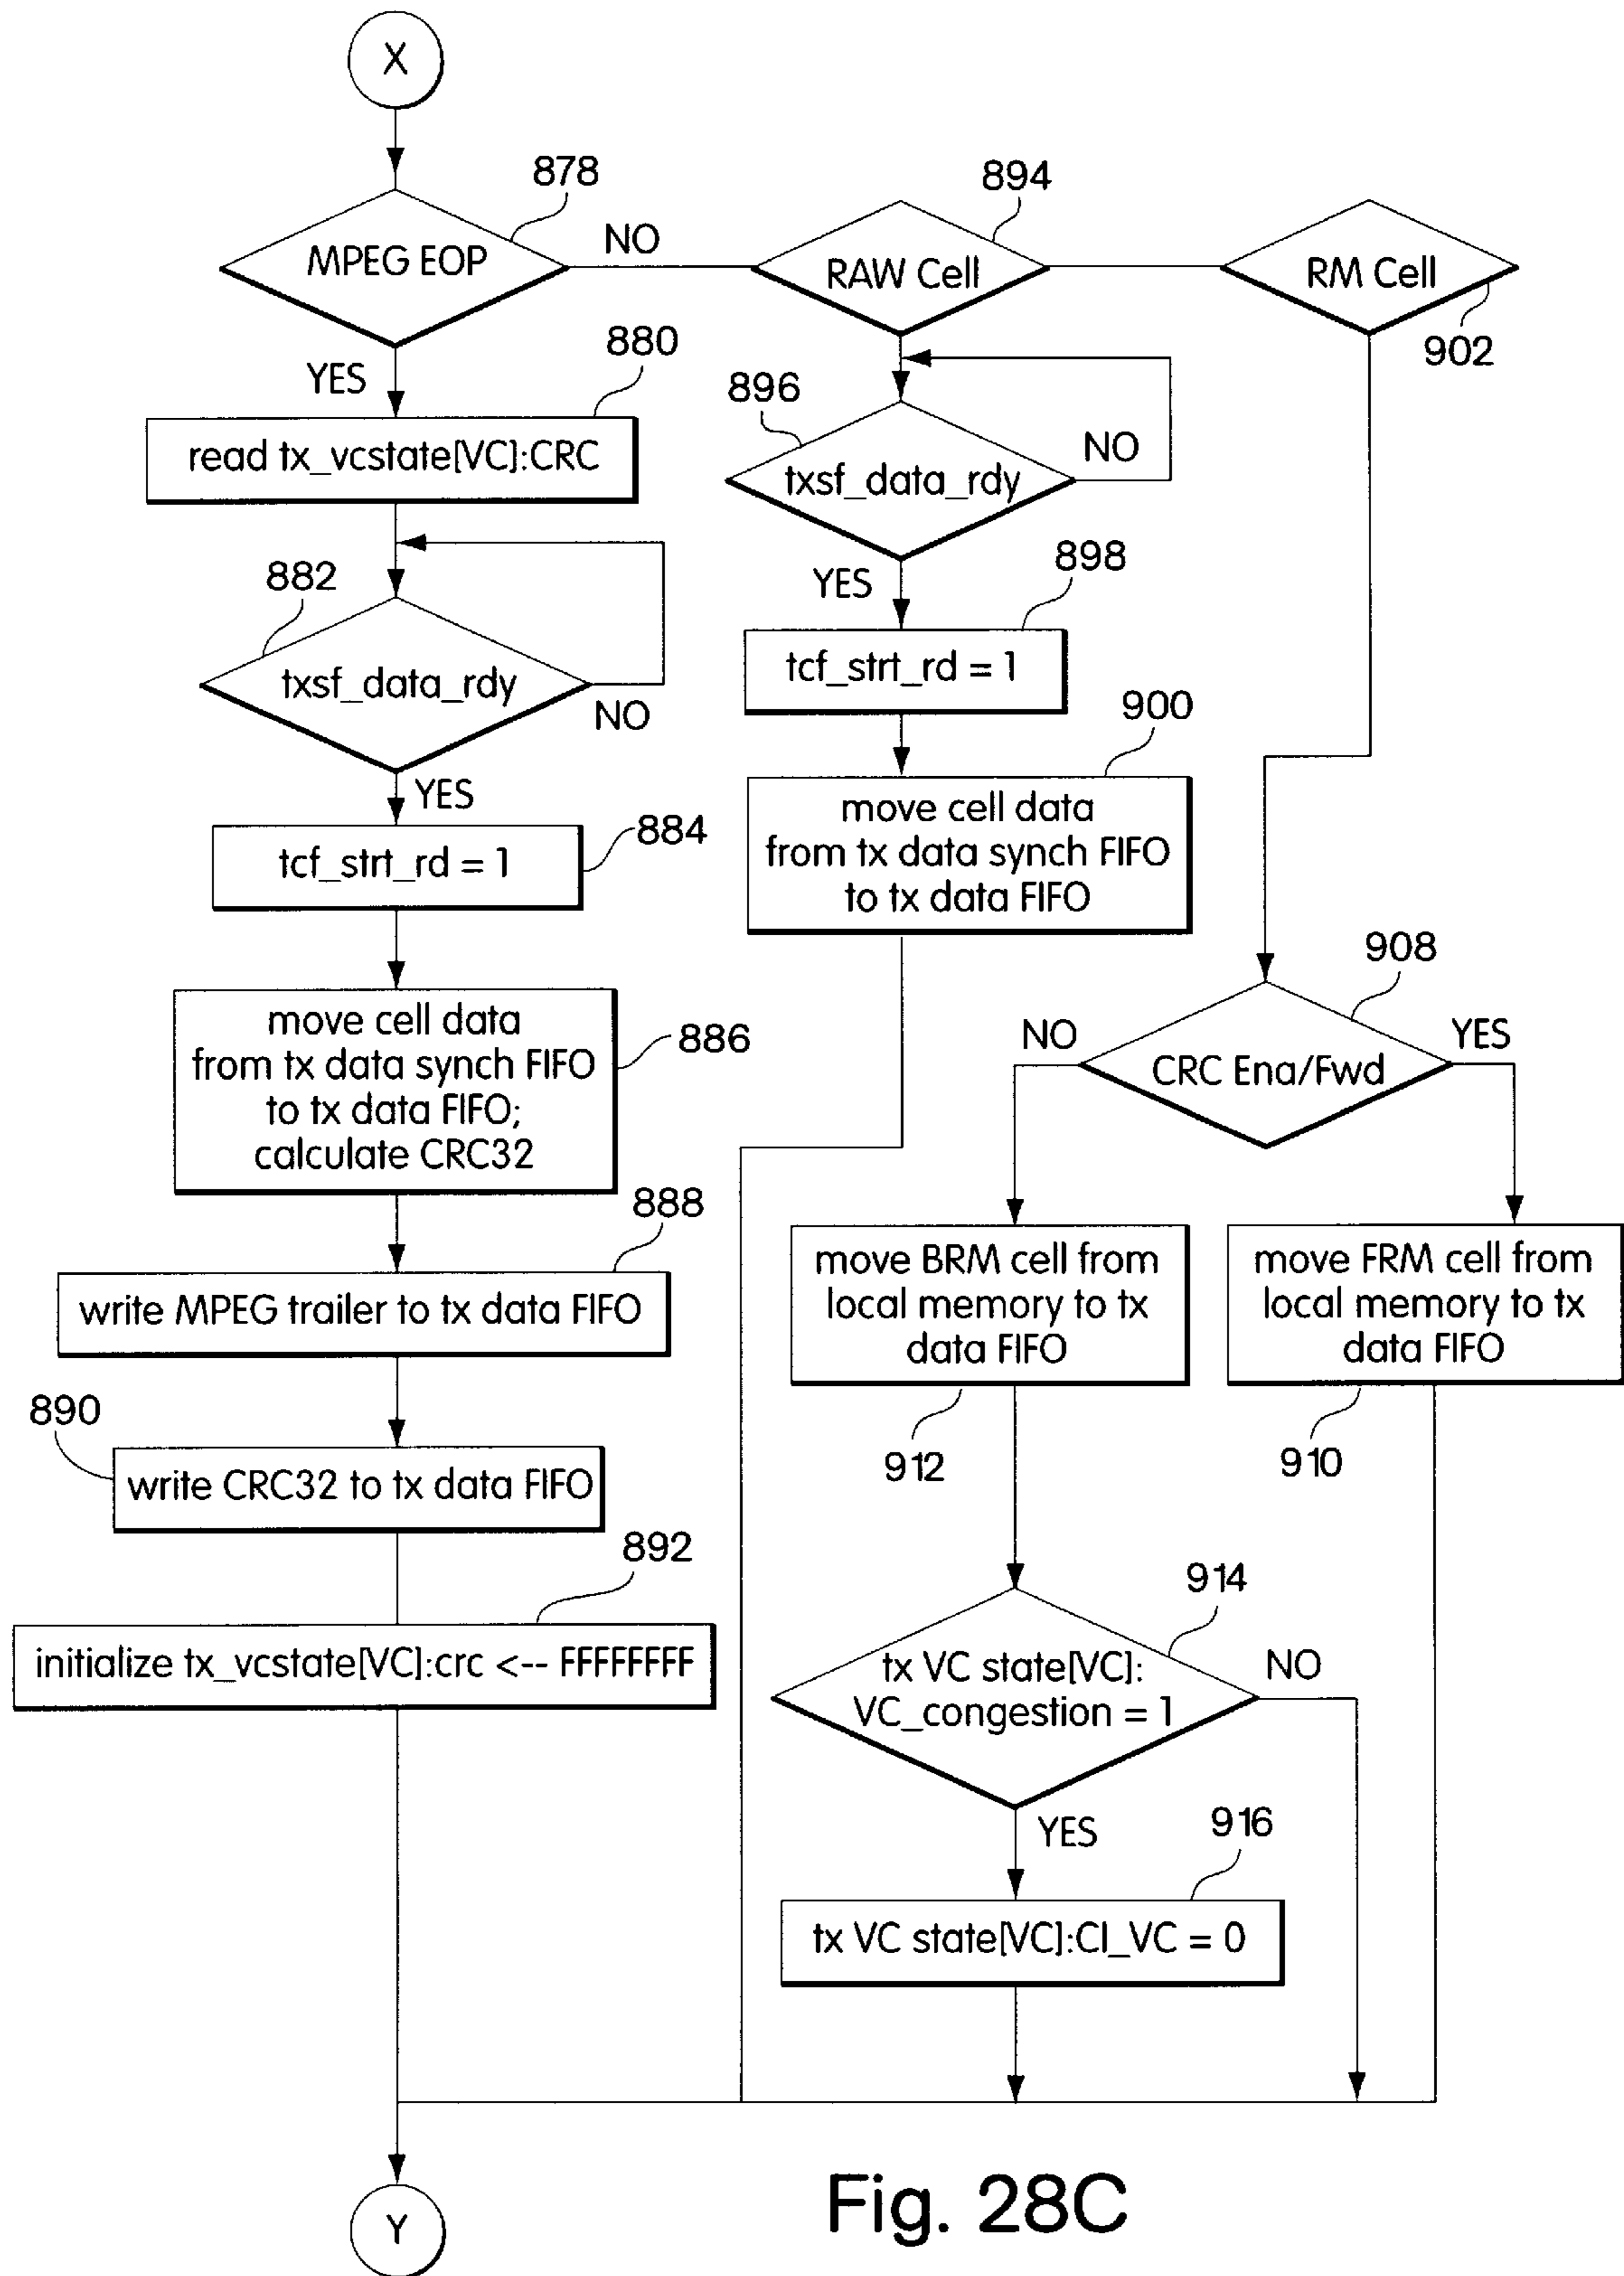 X
878
MPEG EOP
NO
894
RAW Cell
RM Cell
902
YES
880
read tx_vcstate[VC]:CRC
896
txsf_data_rdy
NO
882
txsf_data_rdy
NO
YES
898
tcf_strt_rd = 1
YES
884
tcf_strt_rd = 1
900
move cell data
from tx data synch FIFO
to tx data FIFO
908
NO
YES
CRC Ena/Fwd
move cell data
from tx data synch FIFO
to tx data FIFO;
calculate CRC32
886
888
write MPEG trailer to tx data FIFO
move BRM cell from
local memory to tx
data FIFO
912
move FRM cell from
local memory to tx
data FIFO
910
890
write CRC32 to tx data FIFO
892
initialize tx_vcstate[VC]:crc <-- FFFFFFFF
914
tx VC state[VC]:
VC_congestion = 1
NO
YES
916
tx VC state[VC]:CI_VC = 0
Y
Fig. 28C